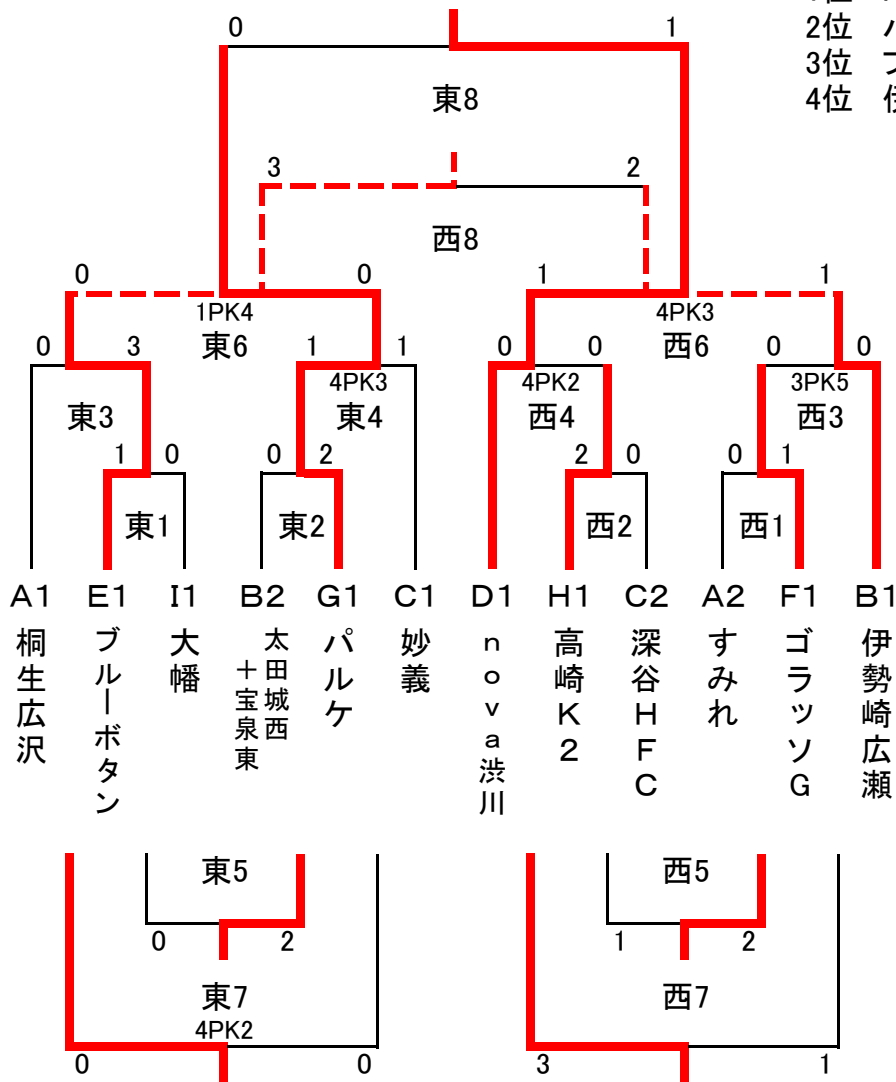 2位
3位
4位
0 1
東8
3 2
西8
0 0 1 1
1PK4 4PK3
東6 西6
0 3 1 1 0 0 0 0
4PK3 4PK2 3PK5
東3 東4 西4 西3
1 0 0 2 2 0 0 1
東1 東2 西2 西1
A1 E1 I1 B2 G1 C1 D1 H1 C2 A2 F1 B1
桐生広沢
ブルーボタン
大幡
太田城西
+宝泉東
パルケ
妙義
nova渋川
高崎K2
深谷HFC
すみれ
ゴラッソG
伊勢崎広瀬
東5 西5
0 2 1 2
東7 西7
4PK2
0 0 3 1